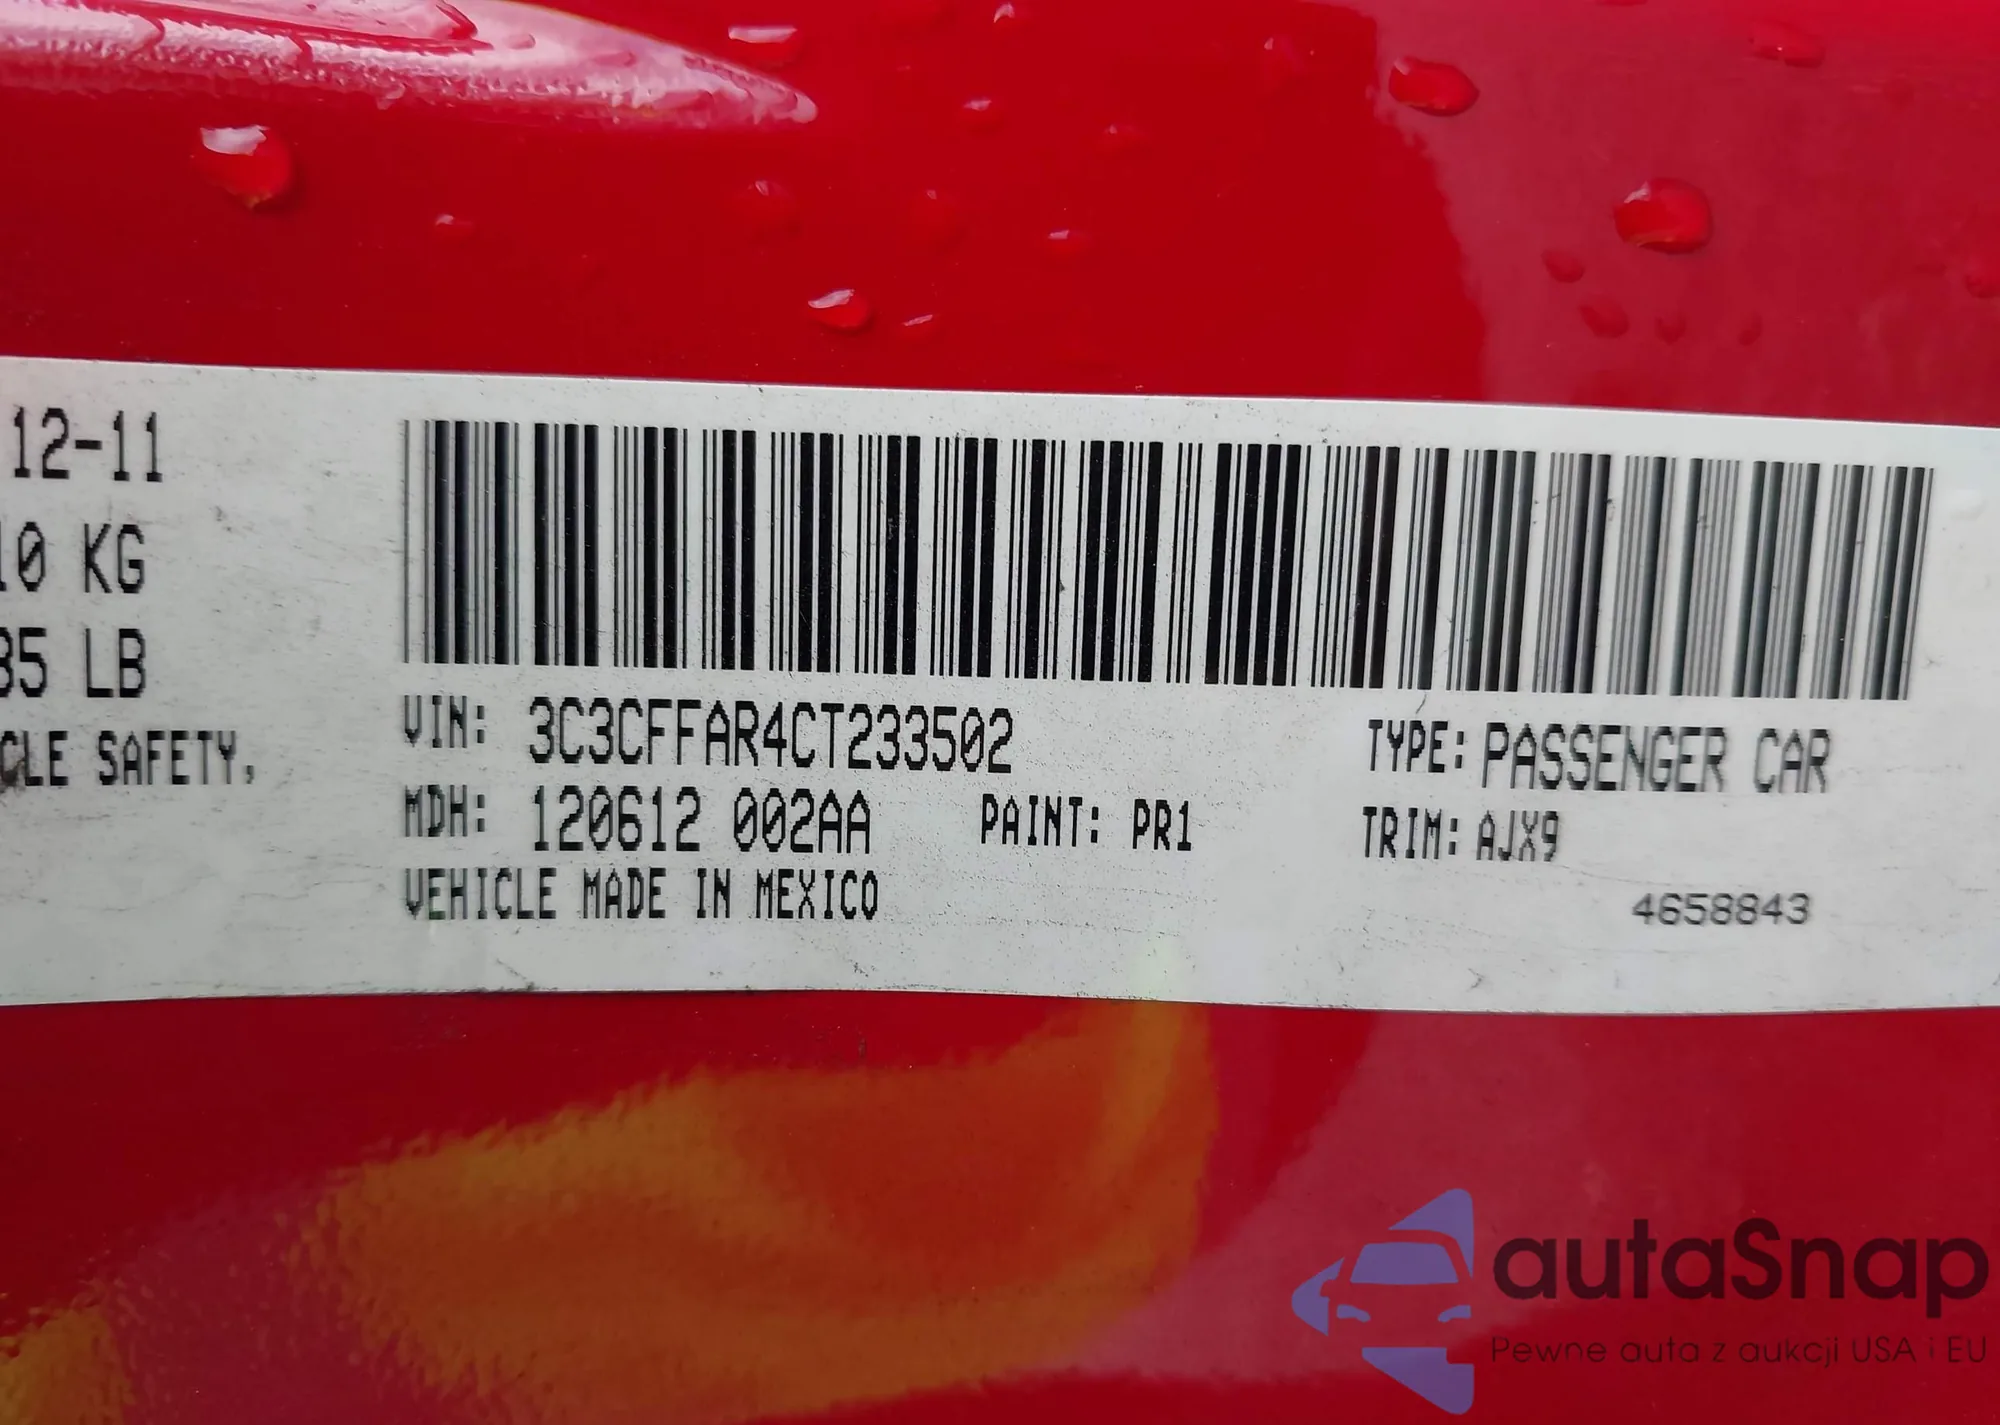 12-11
10 KG
35 LB
CLE SAFETY,
VIN: 3C3CFFAR4CT233502
TYPE: PASSENGER CAR
MDH: 120612 002AA
PAINT: PR1
TRIM: AJX9
VEHICLE MADE IN MEXICO
4658843
autaSnap
Pewne auta z aukcji USA i EU